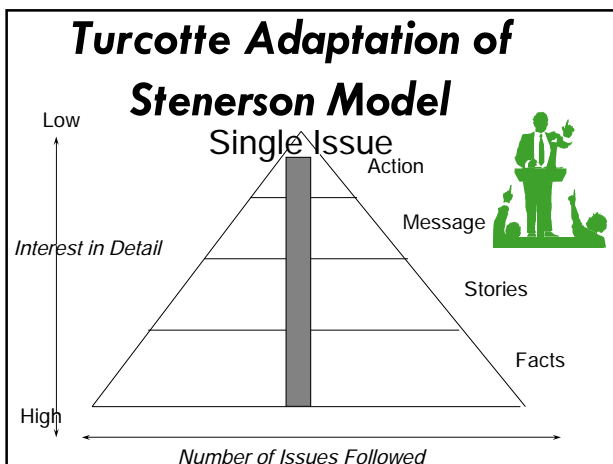 Turcotte Adaptation of
Stenerson Model
Low
Single Issue
Action
Message
Interest in Detail
Stories
Facts
High
Number of Issues Followed